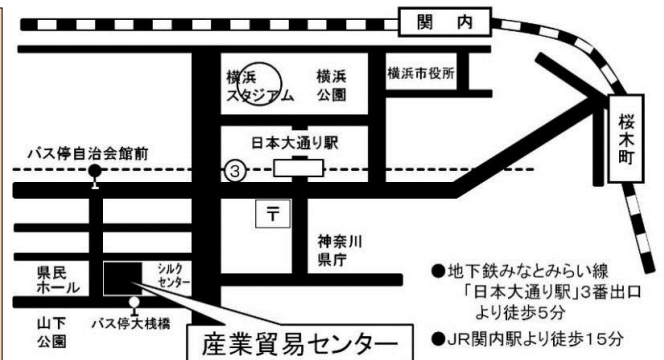 関内
横浜
スタジアム
横浜
公園
横浜市役所
桜木町
日本大通り駅
バス停自治会館前
③
〒
神奈川
県庁
県民
ホール
シルク
センター
山下
公園
バス停大桟橋
産業貿易センター
●地下鉄みなとみらい線
「日本大通り駅」3番出口
より徒歩5分
●JR関内駅より徒歩15分